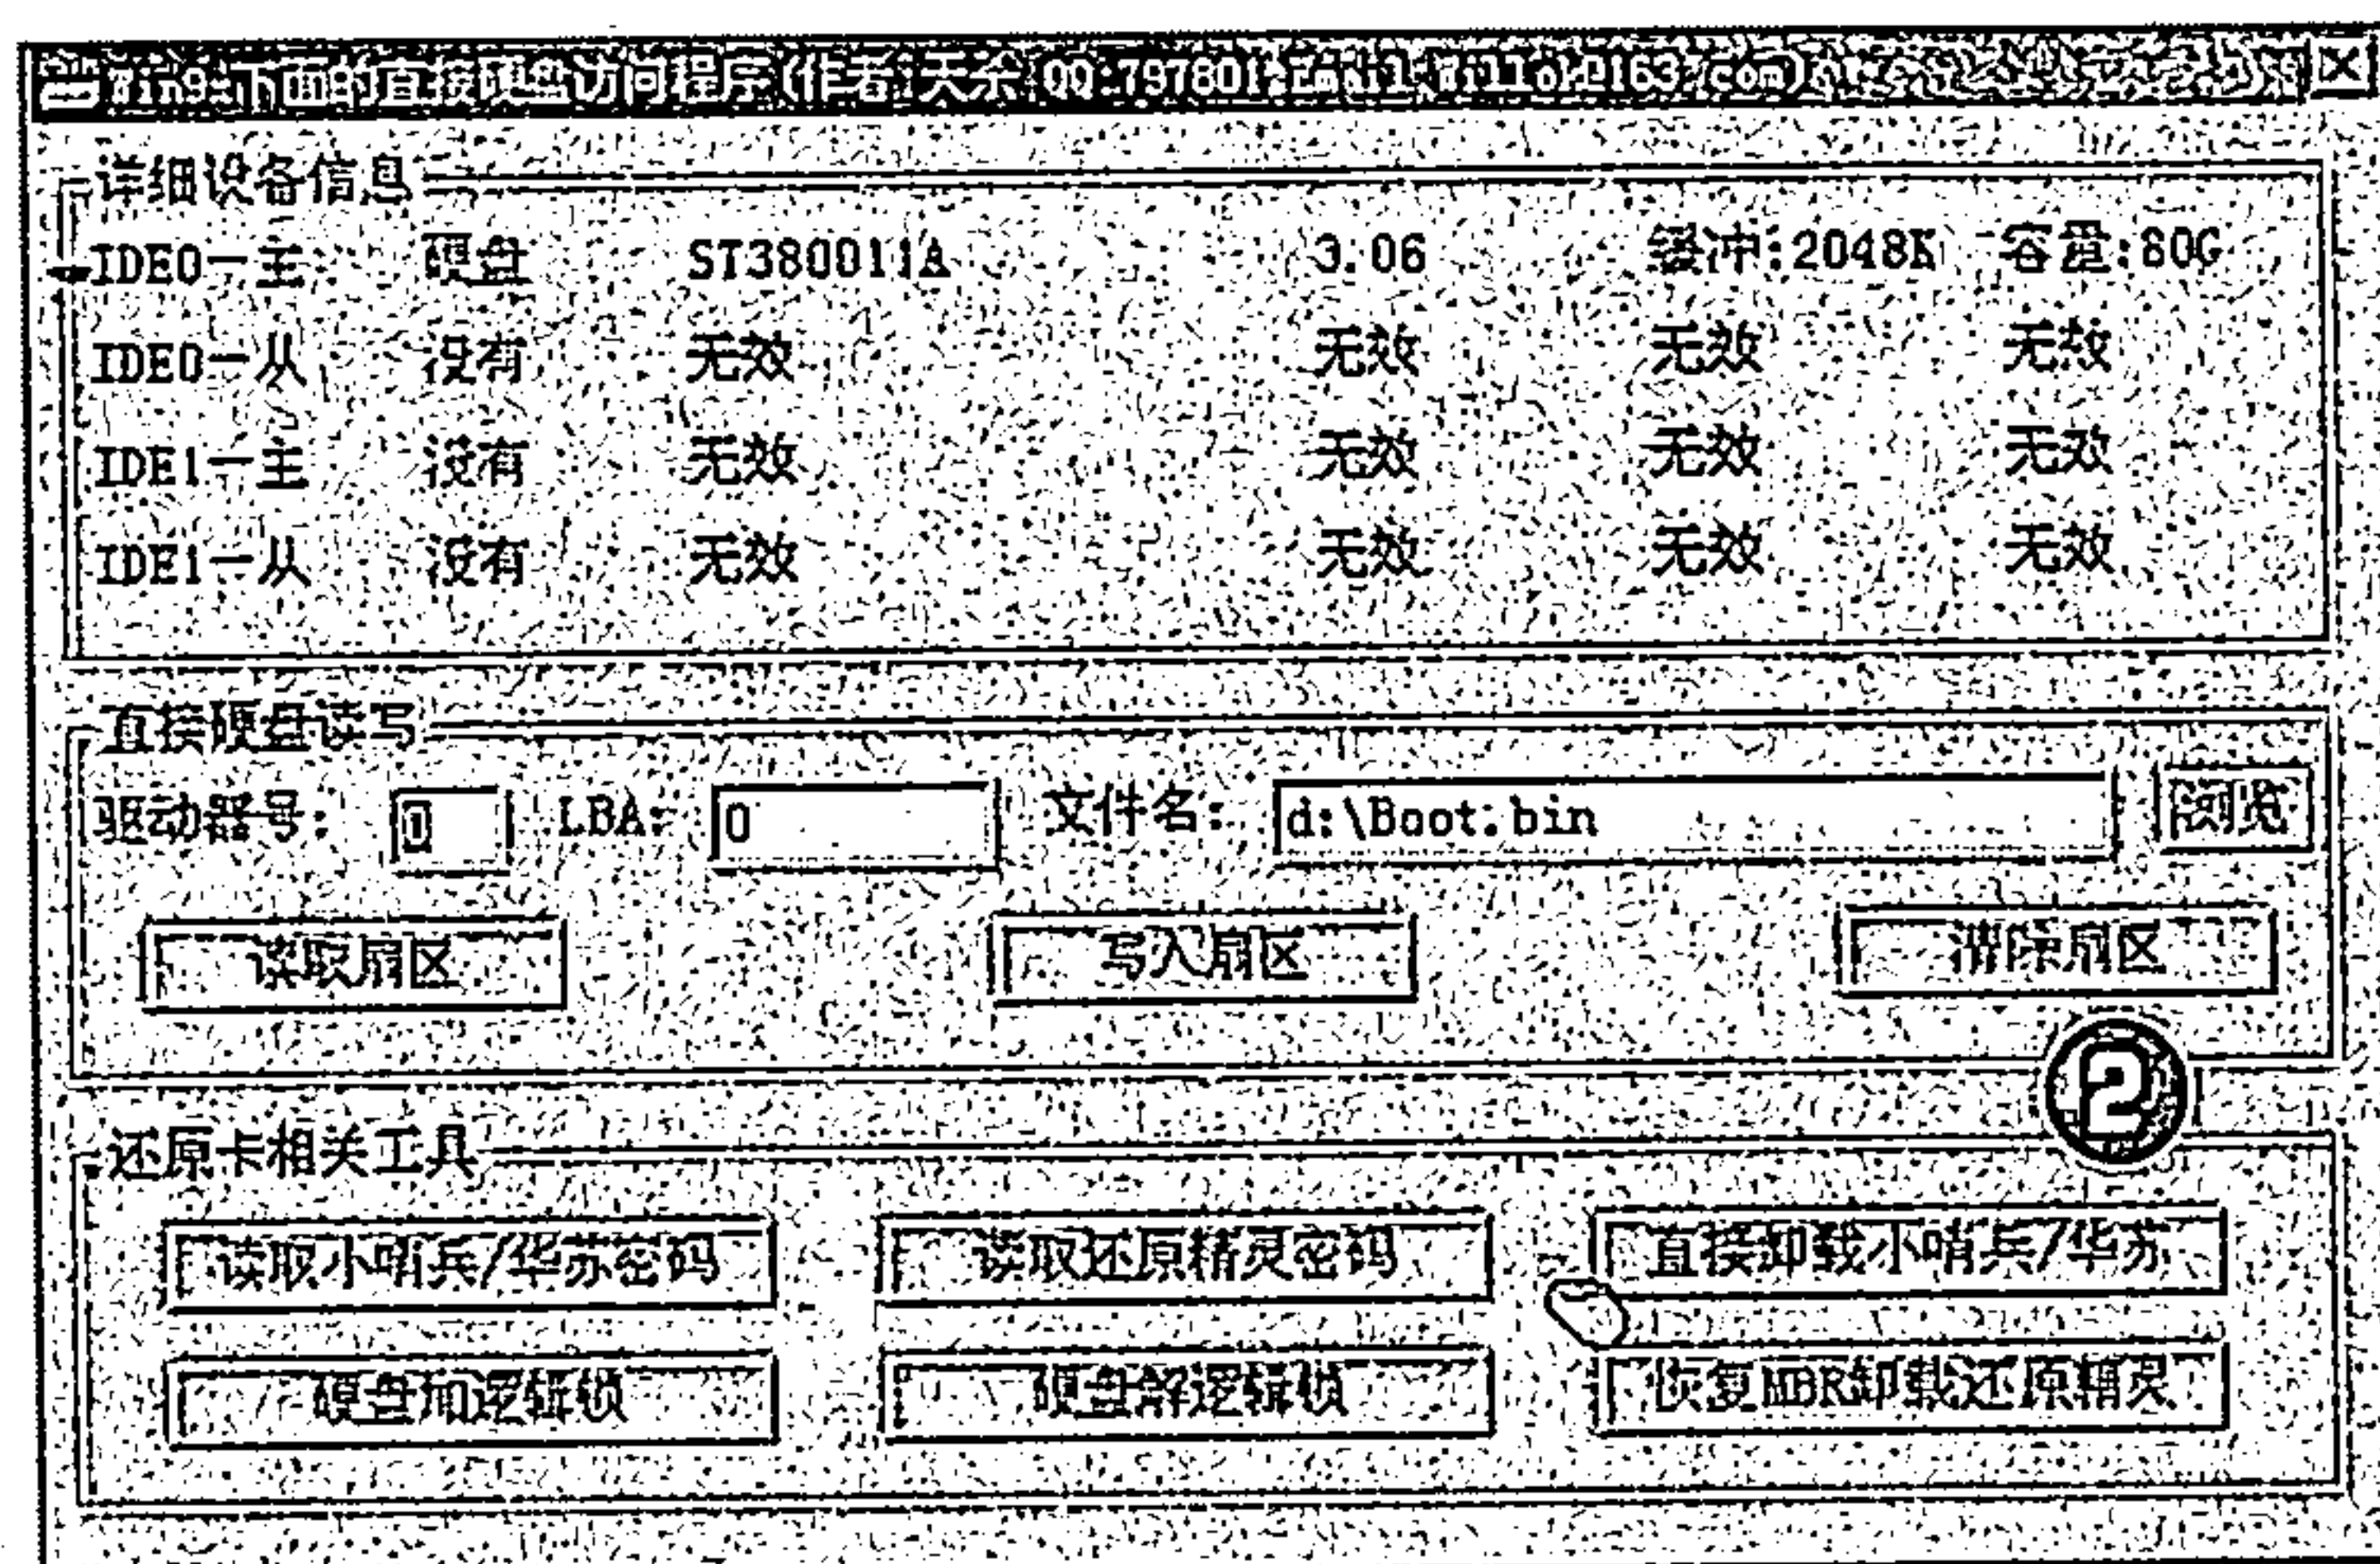 下面的直接硬盘访问程序(作者:天杀 QQ:797801
详细设备信息
IDE0一主 硬盘 ST380011A 3.06 缓冲:2048K 容量:80G
IDE0一从 没有 无效 无效 无效 无效
IDE1一主 没有 无效 无效 无效 无效
IDE1一从 没有 无效 无效 无效 无效
直接硬盘读写
驱动器号: 0 LBA: 0 文件名: d:\Boot.bin 浏览
读取扇区 写入扇区 清除扇区
2
还原卡相关工具
读取小哨兵/华苏密码 读取还原精灵密码 直接卸载小哨兵/华苏
硬盘加逻辑锁 硬盘解逻辑锁 恢复MBR卸载还原精灵